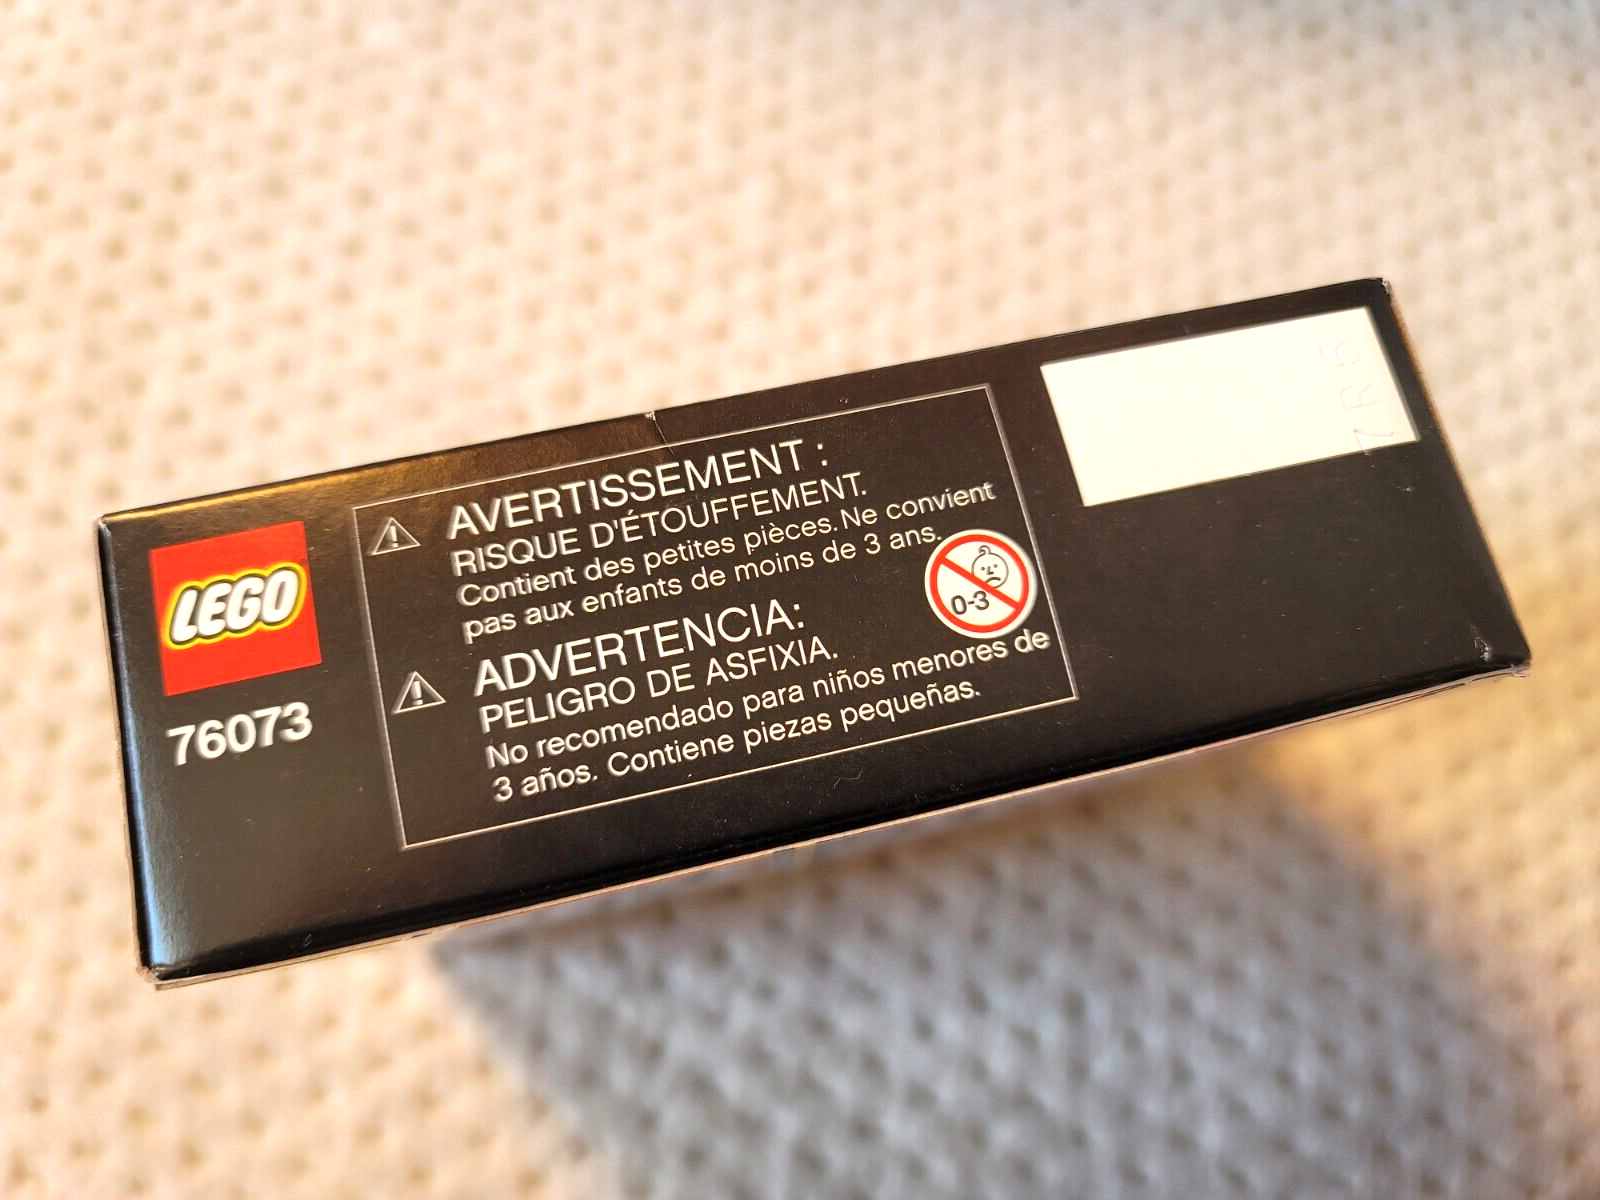 LEGO
76073
AVERTISSEMENT :
RISQUE D'ÉTOUFFEMENT.
Contient des petites pièces. Ne convient
pas aux enfants de moins de 3 ans.
0-3
ADVERTENCIA:
PELIGRO DE ASFIXIA.
No recomendado para niños menores de
3 años. Contiene piezas pequeñas.
7R5